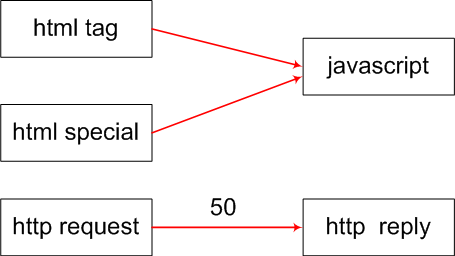 html tag
javascript
html special
50
http request
http reply